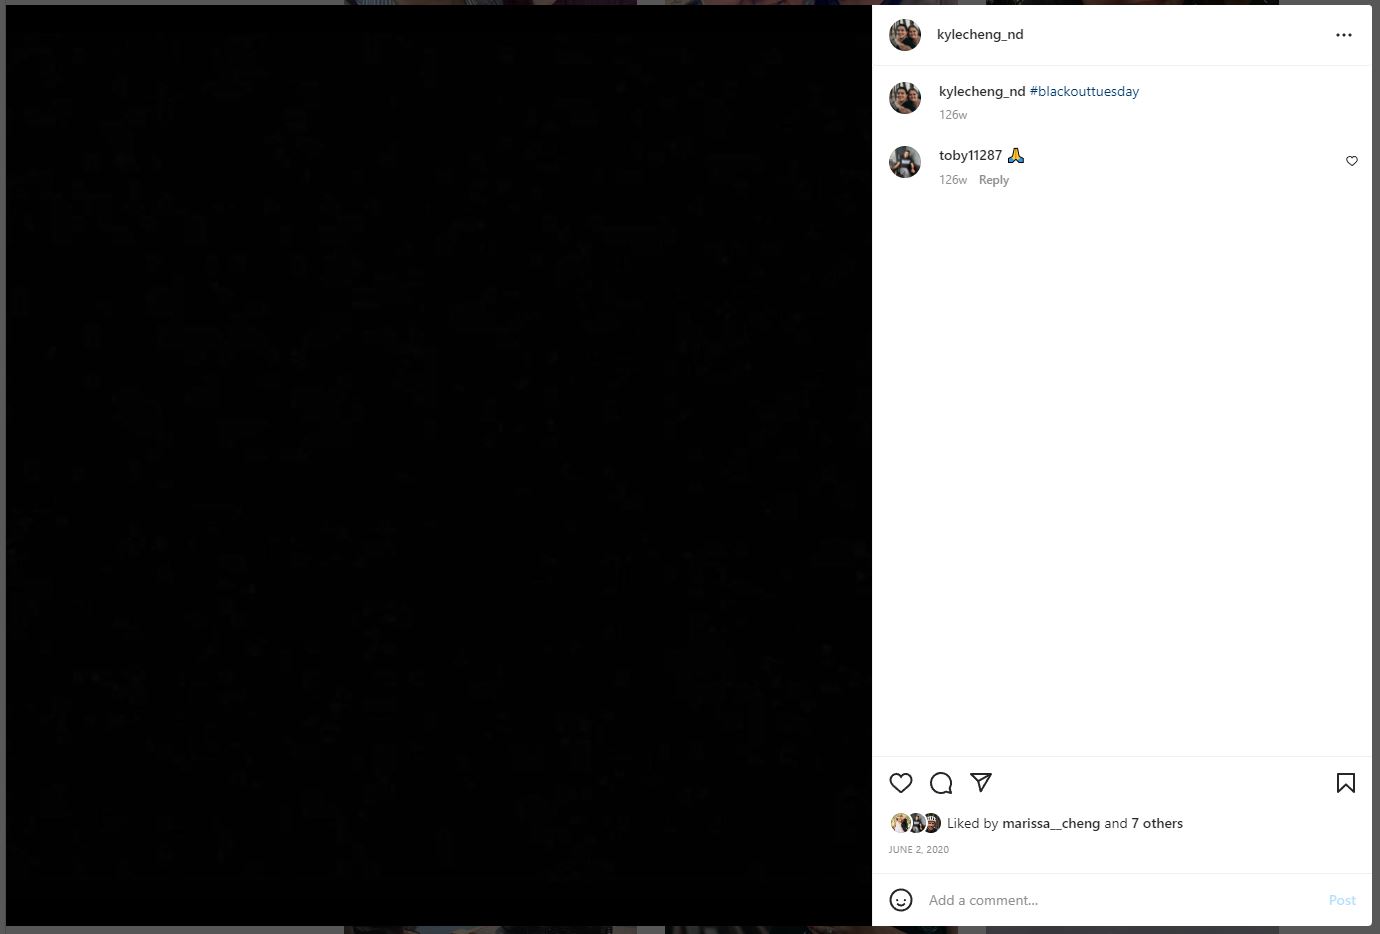 kylecheng_nd
kylecheng_nd #blackouttuesday
126w
toby11287 🙏
126w Reply
Liked by marissa__cheng and 7 others
JUNE 2, 2020
Add a comment...
Post